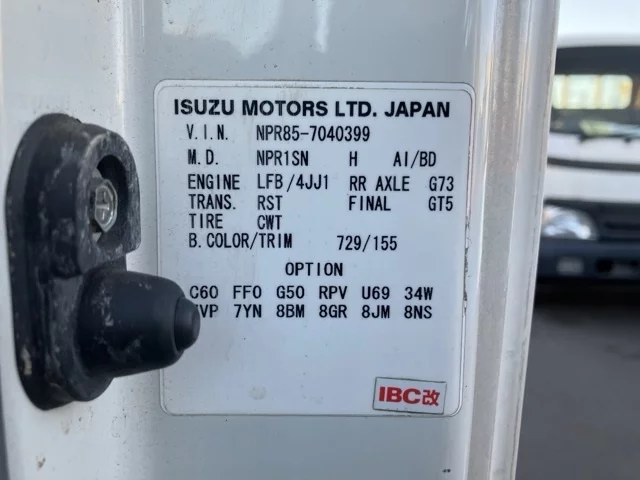 ISUZU MOTORS LTD. JAPAN
V.I.N. NPR85-7040399
M.D. NPR1SN H AI/BD
ENGINE LFB/4JJ1 RR AXLE G73
TRANS. RST FINAL GT5
TIRE CWT
B.COLOR/TRIM 729/155
OPTION
C60 FF0 G50 RPV U69 34W
VP 7YN 8BM 8GR 8JM 8NS
IBC改